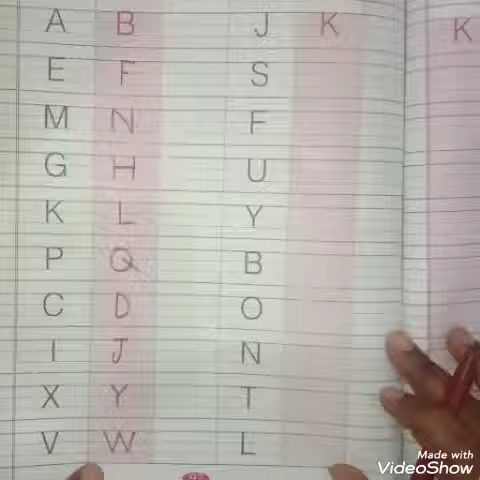 A B J K K
E F S
M N F
G H U
K L Y
P Q B
C D O
I J N
X Y T
V W L
Made with
VideoShow